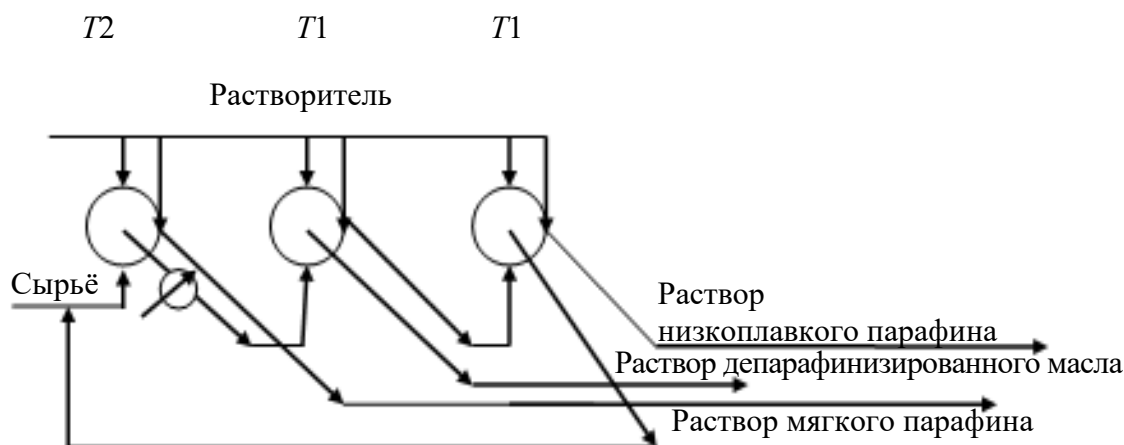 T2 T1 T1
Растворитель
Сырьё
Раствор
низкоплавкого парафина
Раствор депарафинизированного масла
Раствор мягкого парафина